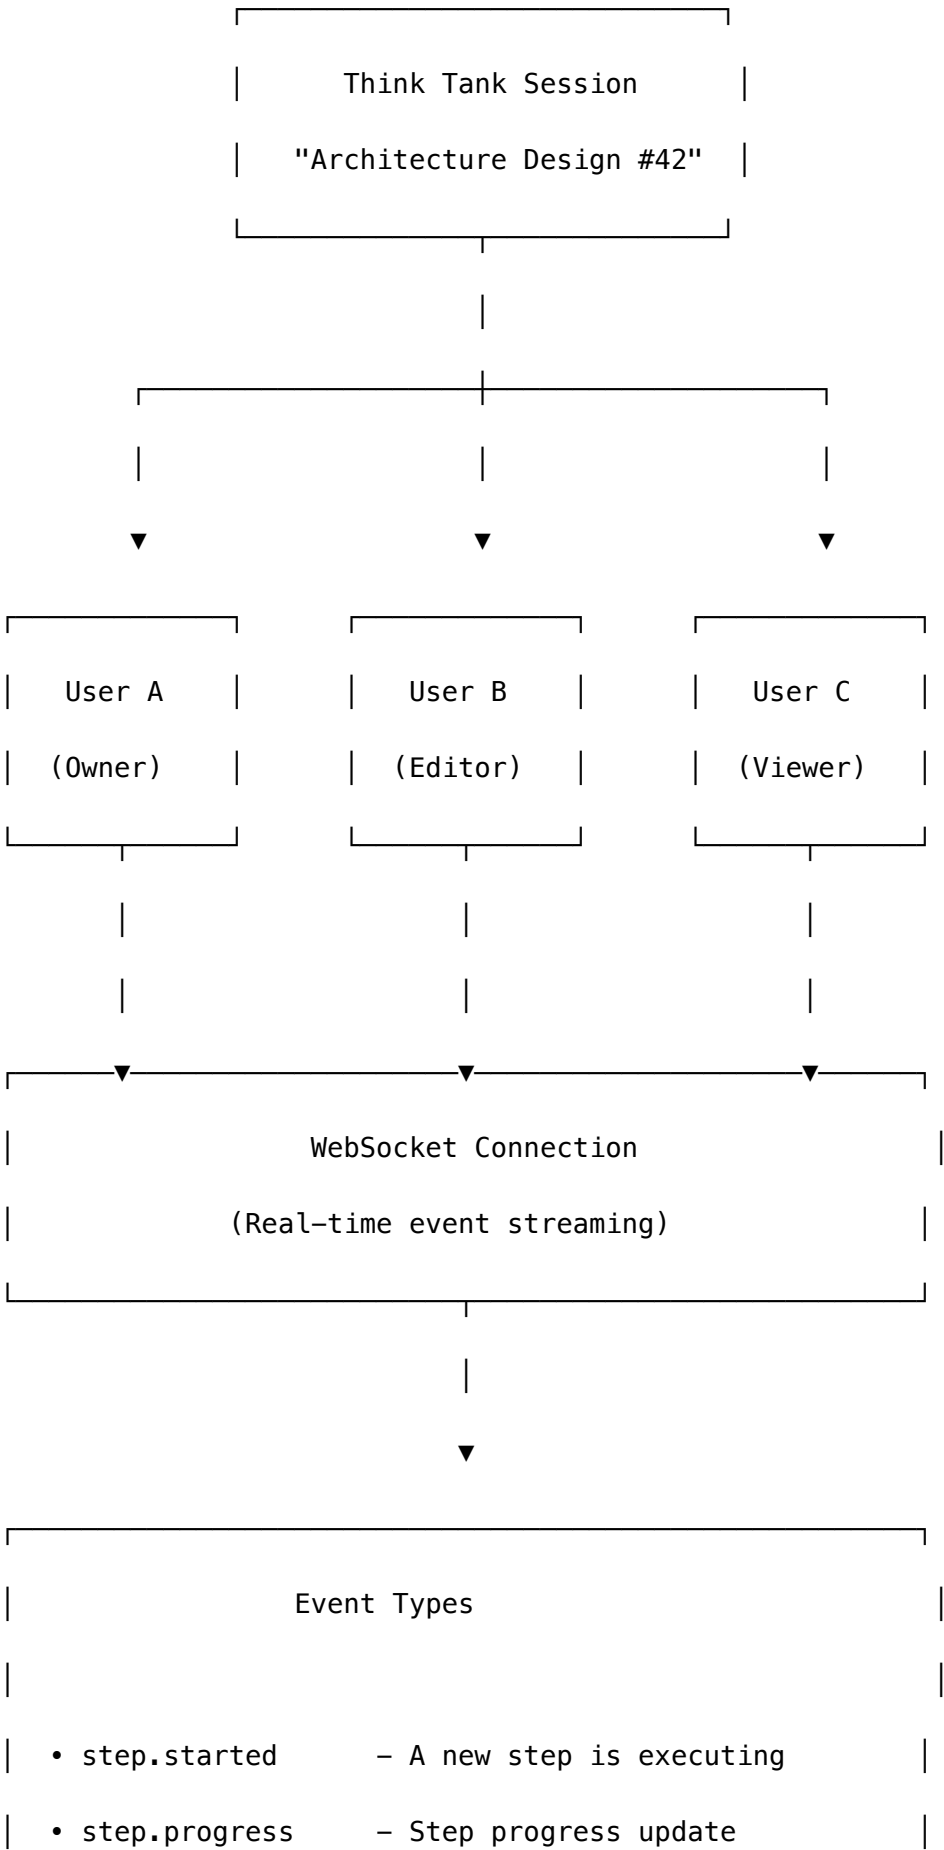 Think Tank Session
"Architecture Design #42"
User A User B User C
(Owner) (Editor) (Viewer)
WebSocket Connection
(Real-time event streaming)
Event Types
• step.started - A new step is executing
• step.progress - Step progress update